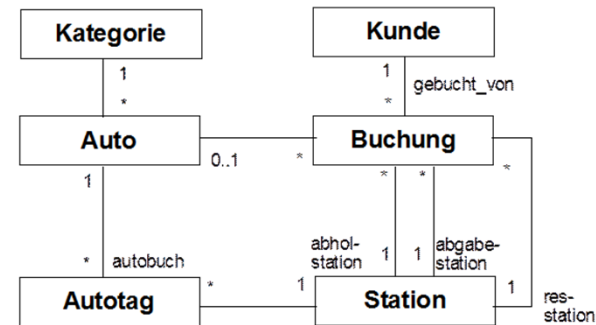 Kategorie
Kunde
1
1
*
*
gebucht_von
Auto
Buchung
0..1
*
1
*
*
*
*
autobuch
abhol-
station
1
1
abgabe-
station
Autotag
*
1
Station
1
res-
station